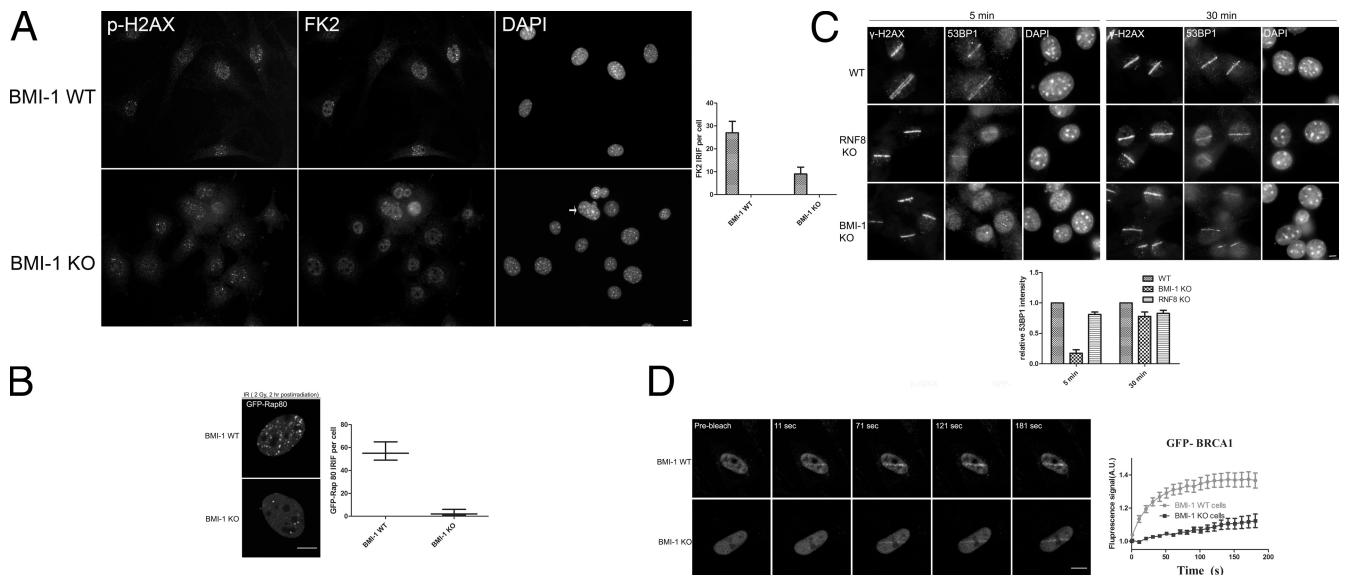 A
p-H2AX FK2 DAPI
BMI-1 WT
BMI-1 KO
FK2 IRIF per cell
40
30
20
10
0
BMI-1 WT BMI-1 KO
B
IR ( 2 Gy, 2 hr postirradiation)
GFP-Rap80
BMI-1 WT
BMI-1 KO
GFP-Rap 80 IRIF per cell
80
60
40
20
0
BMI-1 WT BMI-1 KO
C
5 min 30 min
γ-H2AX 53BP1 DAPI γ-H2AX 53BP1 DAPI
WT
RNF8
KO
BMI-1
KO
relative 53BP1 intensity
1.5
1.0
0.5
0.0
5 min 30 min
WT
BMI-1 KO
RNF8 KO
D
Pre-bleach 11 sec 71 sec 121 sec 181 sec
BMI-1 WT
BMI-1 KO
GFP- BRCA1
Fluprescence signal(A.U.)
1.4
1.2
1.0
BMI-1 WT cells
BMI-1 KO cells
0 50 100 150 200
Time (s)